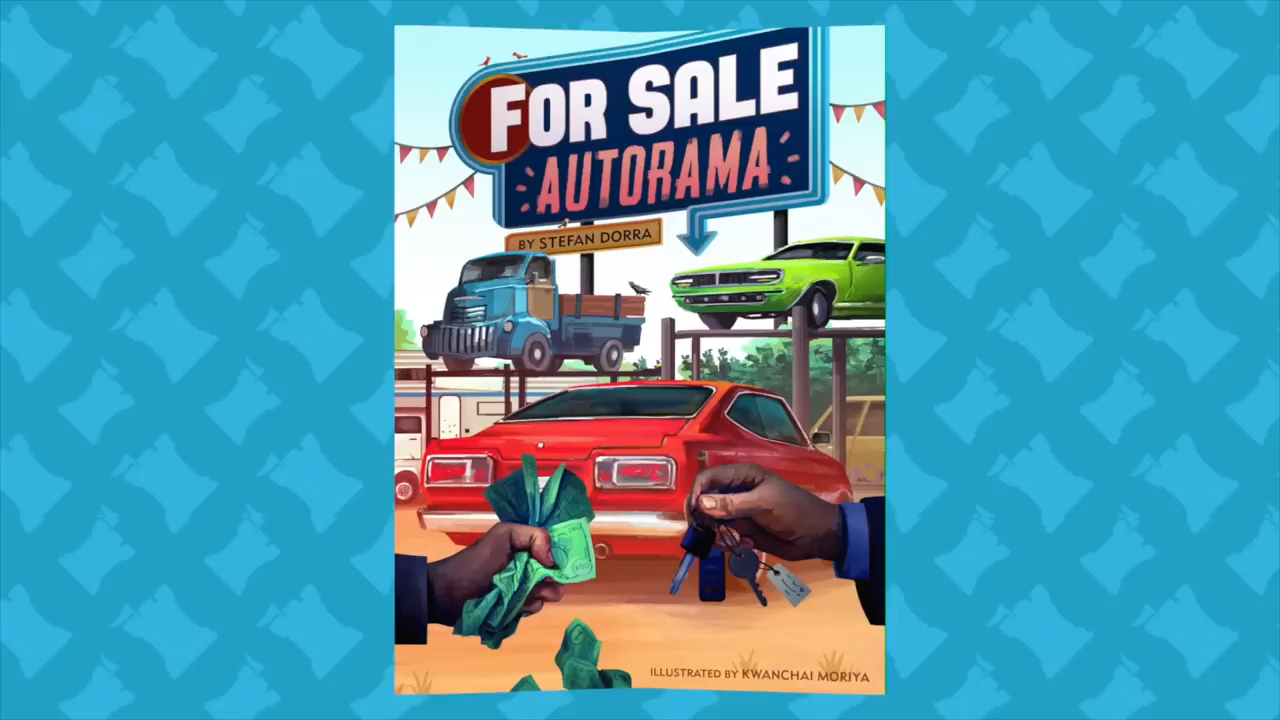 FOR SALE
AUTORAMA
BY STEFAN DORRA
ILLUSTRATED BY KWANCHAI MORIYA